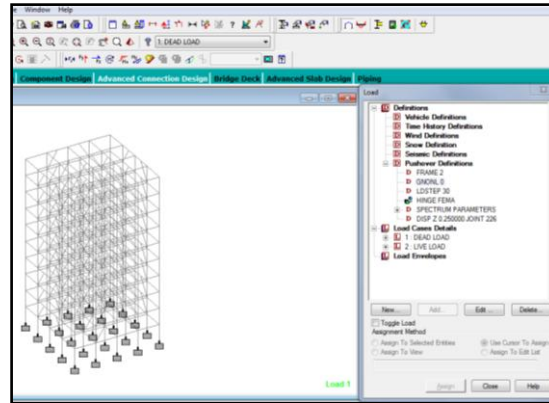 Window Help
1: DEAD LOAD
Component Design Advanced Connection Design Bridge Deck Advanced Slab Design Piping
Load
Definitions
Vehicle Definitions
Time History Definitions
Wind Definitions
Snow Definition
Seismic Definitions
Pushover Definitions
FRAME 2
GNONL 0
LDSTEP 30
HINGE FEMA
SPECTRUM PARAMETERS
DISP Z 0.250000 JOINT 226
Load Cases Details
1 : DEAD LOAD
2 : LIVE LOAD
Load Envelopes
New... Add... Edit... Delete...
Toggle Load
Assignment Method
Assign To Selected Entities Use Cursor To Assign
Assign To View Assign To Edit List
Assign Close Help
Load 1